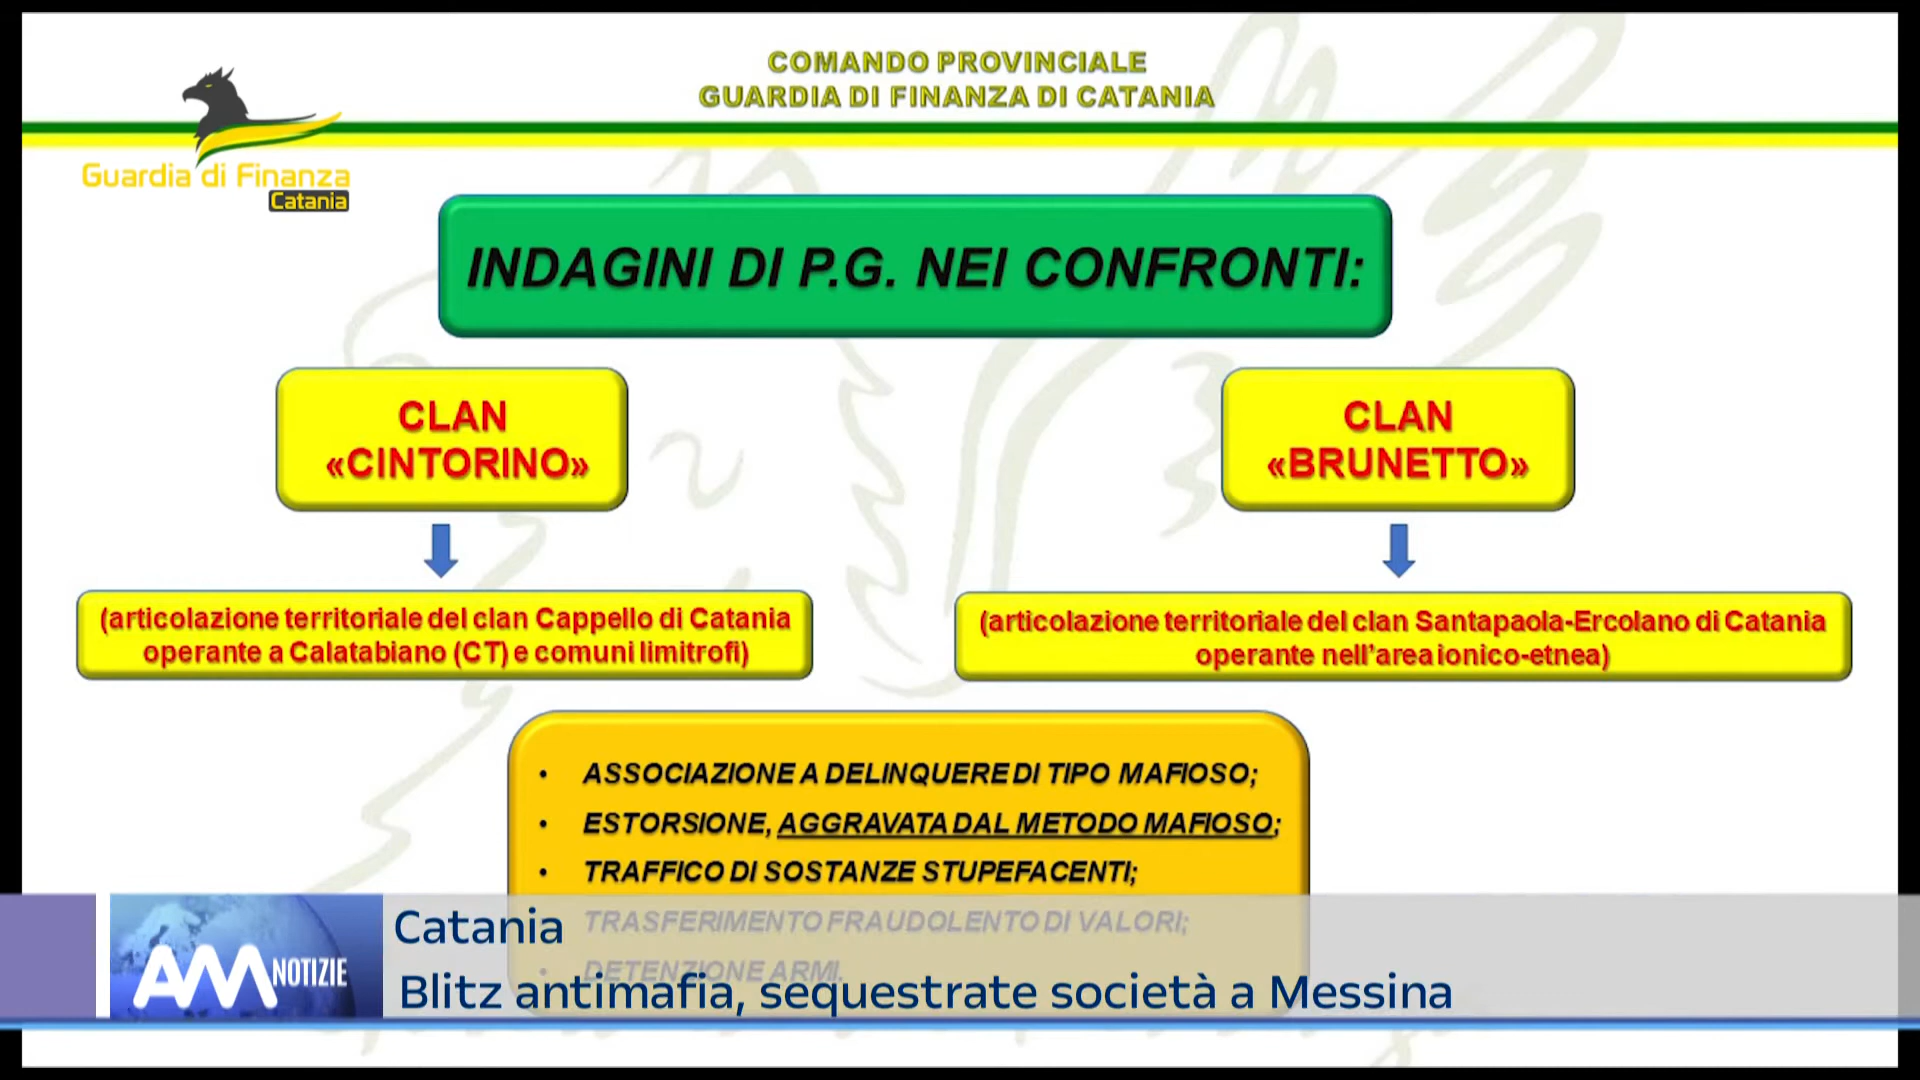 COMANDO PROVINCIALE
GUARDIA DI FINANZA DI CATANIA
Guardia di Finanza
Catania
INDAGINI DI P.G. NEI CONFRONTI:
CLAN
«CINTORINO»
CLAN
«BRUNETTO»
(articolazione territoriale del clan Cappello di Catania
operante a Calatabiano (CT) e comuni limitrofi)
(articolazione territoriale del clan Santapaola-Ercolano di Catania
operante nell'area ionico-etnea)
• ASSOCIAZIONE A DELINQUERE DI TIPO MAFIOSO;
• ESTORSIONE, AGGRAVATA DAL METODO MAFIOSO;
• TRAFFICO DI SOSTANZE STUPEFACENTI;
TRASFERIMENTO FRAUDOLENTO DI VALORI;
• DETENZIONE ARMI.
AM NOTIZIE
Catania
Blitz antimafia, sequestrate società a Messina